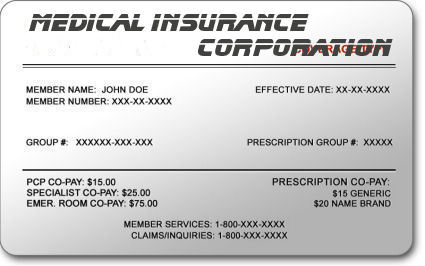 MEDICAL INSURANCE
CORPORATION
MEMBER NAME: JOHN DOE
EFFECTIVE DATE: XX-XX-XXXX
MEMBER NUMBER: XXX-XX-XXXX
GROUP #: XXXXXX-XXX-XXX
PRESCRIPTION GROUP #: XXXXX
PCP CO-PAY: $15.00
PRESCRIPTION CO-PAY:
SPECIALIST CO-PAY: $25.00
$15 GENERIC
EMER. ROOM CO-PAY: $75.00
$20 NAME BRAND
MEMBER SERVICES: 1-800-XXX-XXXX
CLAIMS/INQUIRIES: 1-800-XXX-XXXX